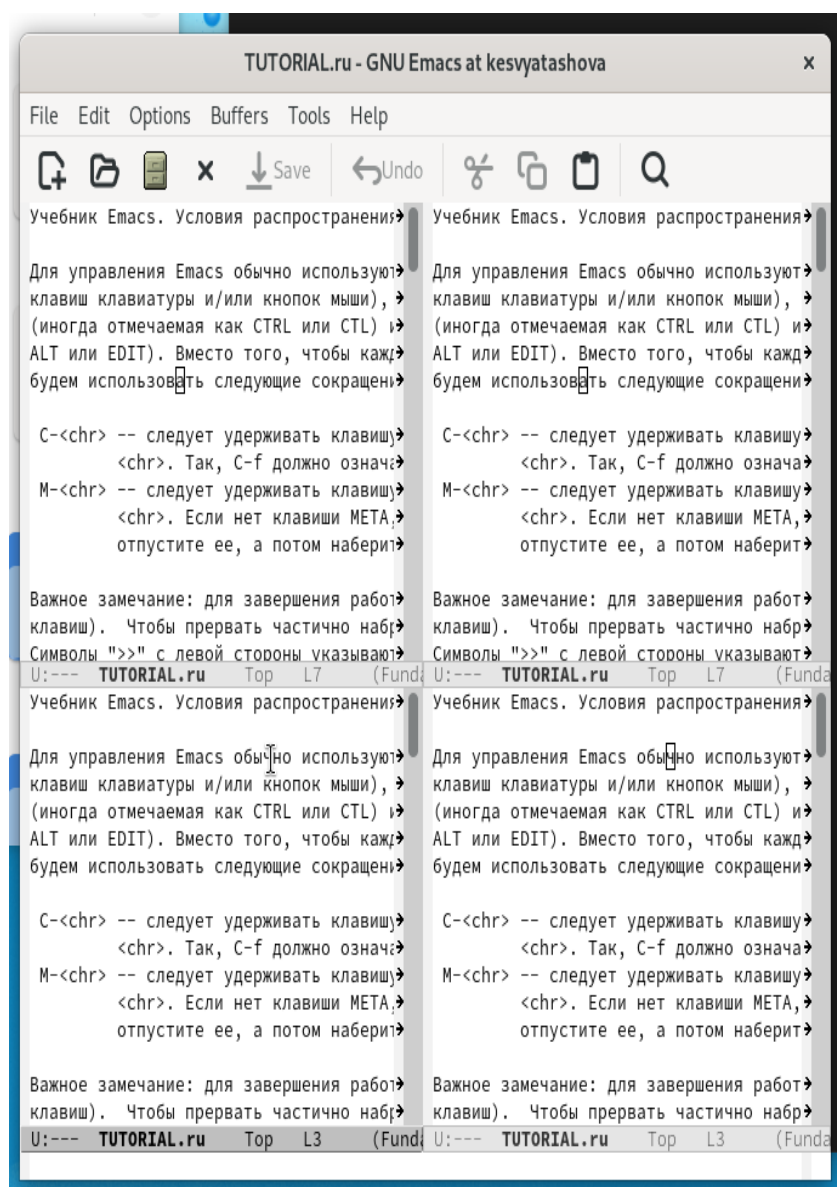 TUTORIAL.ru - GNU Emacs at kesvyatashova
File Edit Options Buffers Tools Help
Save Undo
Учебник Emacs. Условия распространения
Для управления Emacs обычно используют
клавиш клавиатуры и/или кнопок мыши),
(иногда отмечаемая как CTRL или CTL) и
ALT или EDIT). Вместо того, чтобы кажд
будем использовать следующие сокращени
C-<chr> -- следует удерживать клавишу
<chr>. Так, C-f должно означа
M-<chr> -- следует удерживать клавишу
<chr>. Если нет клавиши META,
отпустите ее, а потом наберит
Важное замечание: для завершения работ
клавиш). Чтобы прервать частично набр
Символы ">>" с левой стороны указывают
U:--- TUTORIAL.ru Top L7 (Funda
Учебник Emacs. Условия распространения
Для управления Emacs обычно используют
клавиш клавиатуры и/или кнопок мыши),
(иногда отмечаемая как CTRL или CTL) и
ALT или EDIT). Вместо того, чтобы кажд
будем использовать следующие сокращени
C-<chr> -- следует удерживать клавишу
<chr>. Так, C-f должно означа
M-<chr> -- следует удерживать клавишу
<chr>. Если нет клавиши META,
отпустите ее, а потом наберит
Важное замечание: для завершения работ
клавиш). Чтобы прервать частично набр
Символы ">>" с левой стороны указывают
U:--- TUTORIAL.ru Top L7 (Funda
Учебник Emacs. Условия распространения
Для управления Emacs обычно используют
клавиш клавиатуры и/или кнопок мыши),
(иногда отмечаемая как CTRL или CTL) и
ALT или EDIT). Вместо того, чтобы кажд
будем использовать следующие сокращени
C-<chr> -- следует удерживать клавишу
<chr>. Так, C-f должно означа
M-<chr> -- следует удерживать клавишу
<chr>. Если нет клавиши META,
отпустите ее, а потом наберит
Важное замечание: для завершения работ
клавиш). Чтобы прервать частично набр
U:--- TUTORIAL.ru Top L3 (Funda
Учебник Emacs. Условия распространения
Для управления Emacs обычно используют
клавиш клавиатуры и/или кнопок мыши),
(иногда отмечаемая как CTRL или CTL) и
ALT или EDIT). Вместо того, чтобы кажд
будем использовать следующие сокращени
C-<chr> -- следует удерживать клавишу
<chr>. Так, C-f должно означа
M-<chr> -- следует удерживать клавишу
<chr>. Если нет клавиши META,
отпустите ее, а потом наберит
Важное замечание: для завершения работ
клавиш). Чтобы прервать частично набр
U:--- TUTORIAL.ru Top L3 (Funda